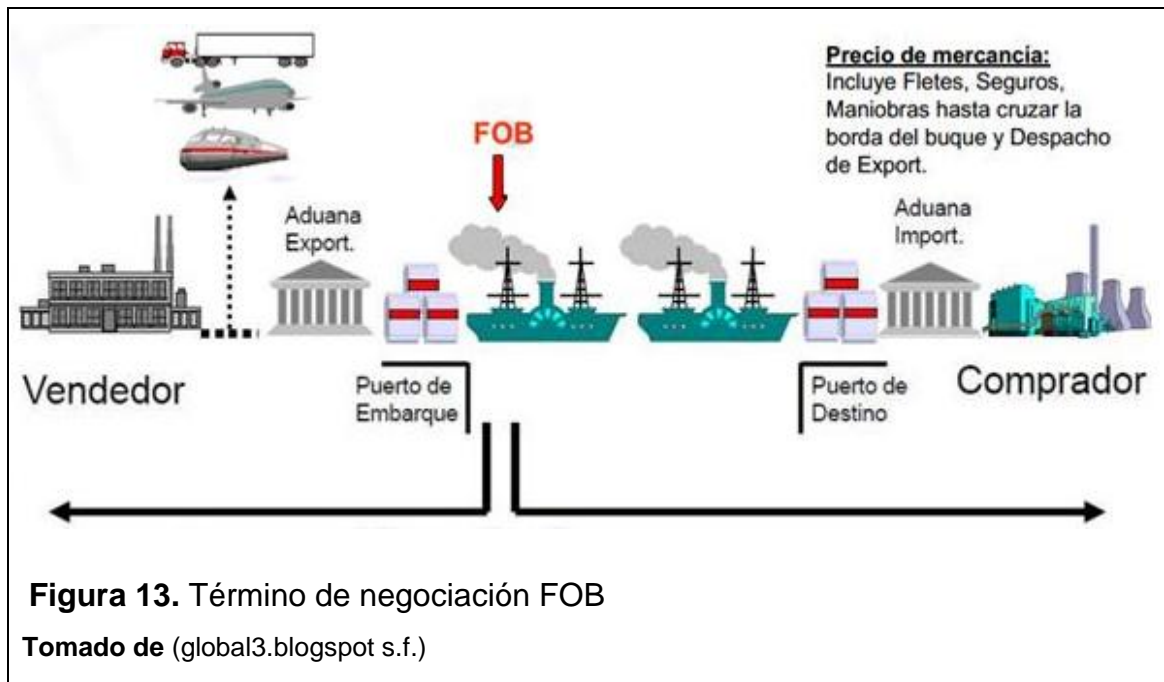 Precio de mercancía:
Incluye Fletes, Seguros,
Maniobras hasta cruzar la
borda del buque y Despacho
de Export.
FOB
Aduana
Export.
Aduana
Import.
Vendedor
Puerto de
Embarque
Puerto de
Destino
Comprador
Figura 13. Término de negociación FOB
Tomado de (global3.blogspot s.f.)